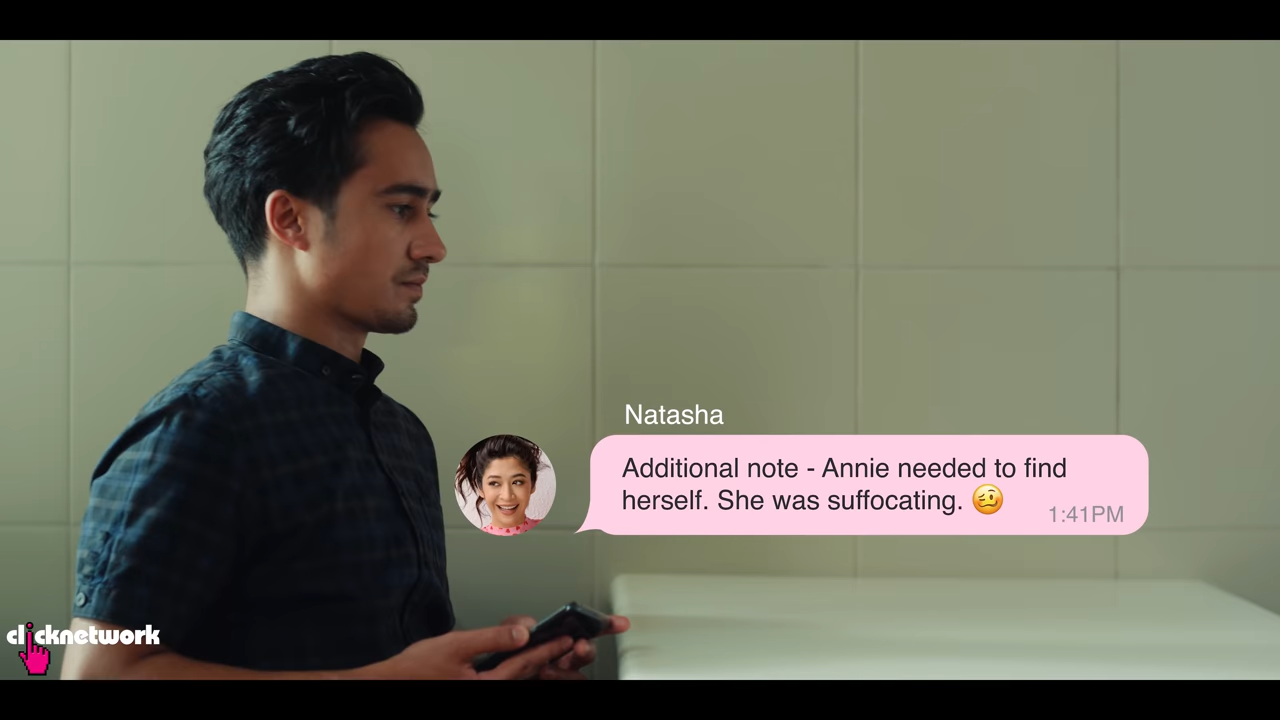 Natasha
Additional note - Annie needed to find
herself. She was suffocating. 🥴
1:41PM
clicknetwork